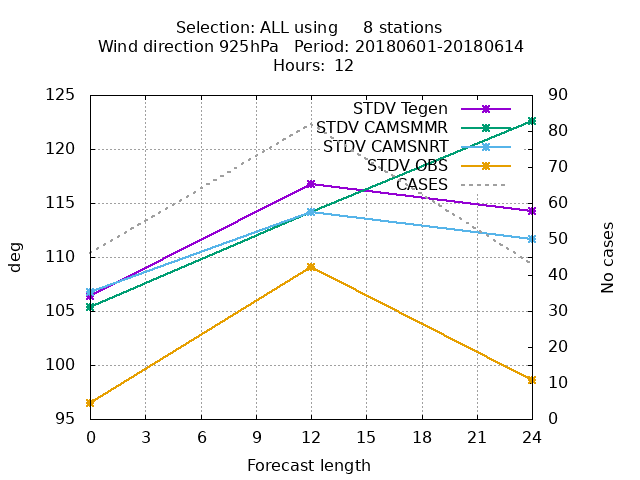 Selection: ALL using     8 stations
Wind direction 925hPa   Period: 20180601-20180614
Hours: 12
STDV Tegen
STDV CAMSMMR
STDV CAMSNRT
STDV OBS
CASES
125
120
115
110
105
100
95
deg
90
80
70
60
50
40
30
20
10
0
No cases
0 3 6 9 12 15 18 21 24
Forecast length